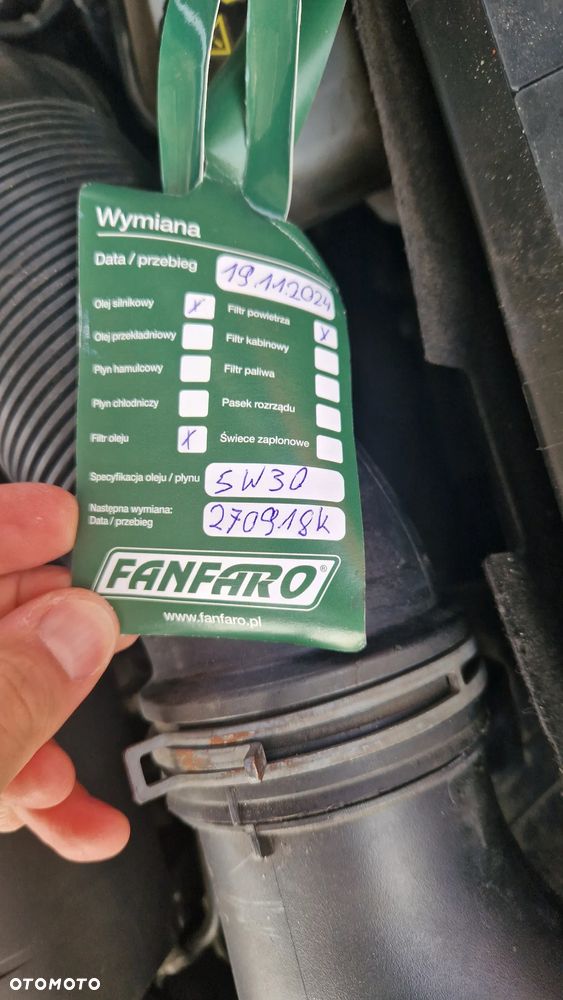 Wymiana
Data / przebieg 19.11.2024
Olej silnikowy x Filtr powietrza x
Olej przekładniowy Filtr kabinowy
Płyn hamulcowy Filtr paliwa
Płyn chłodniczy Pasek rozrządu
Filtr oleju x Świece zapłonowe
Specyfikacja oleju / płynu 5W30
Następna wymiana:
Data / przebieg 270918k
FANFARO®
www.fanfaro.pl
OTOMOTO